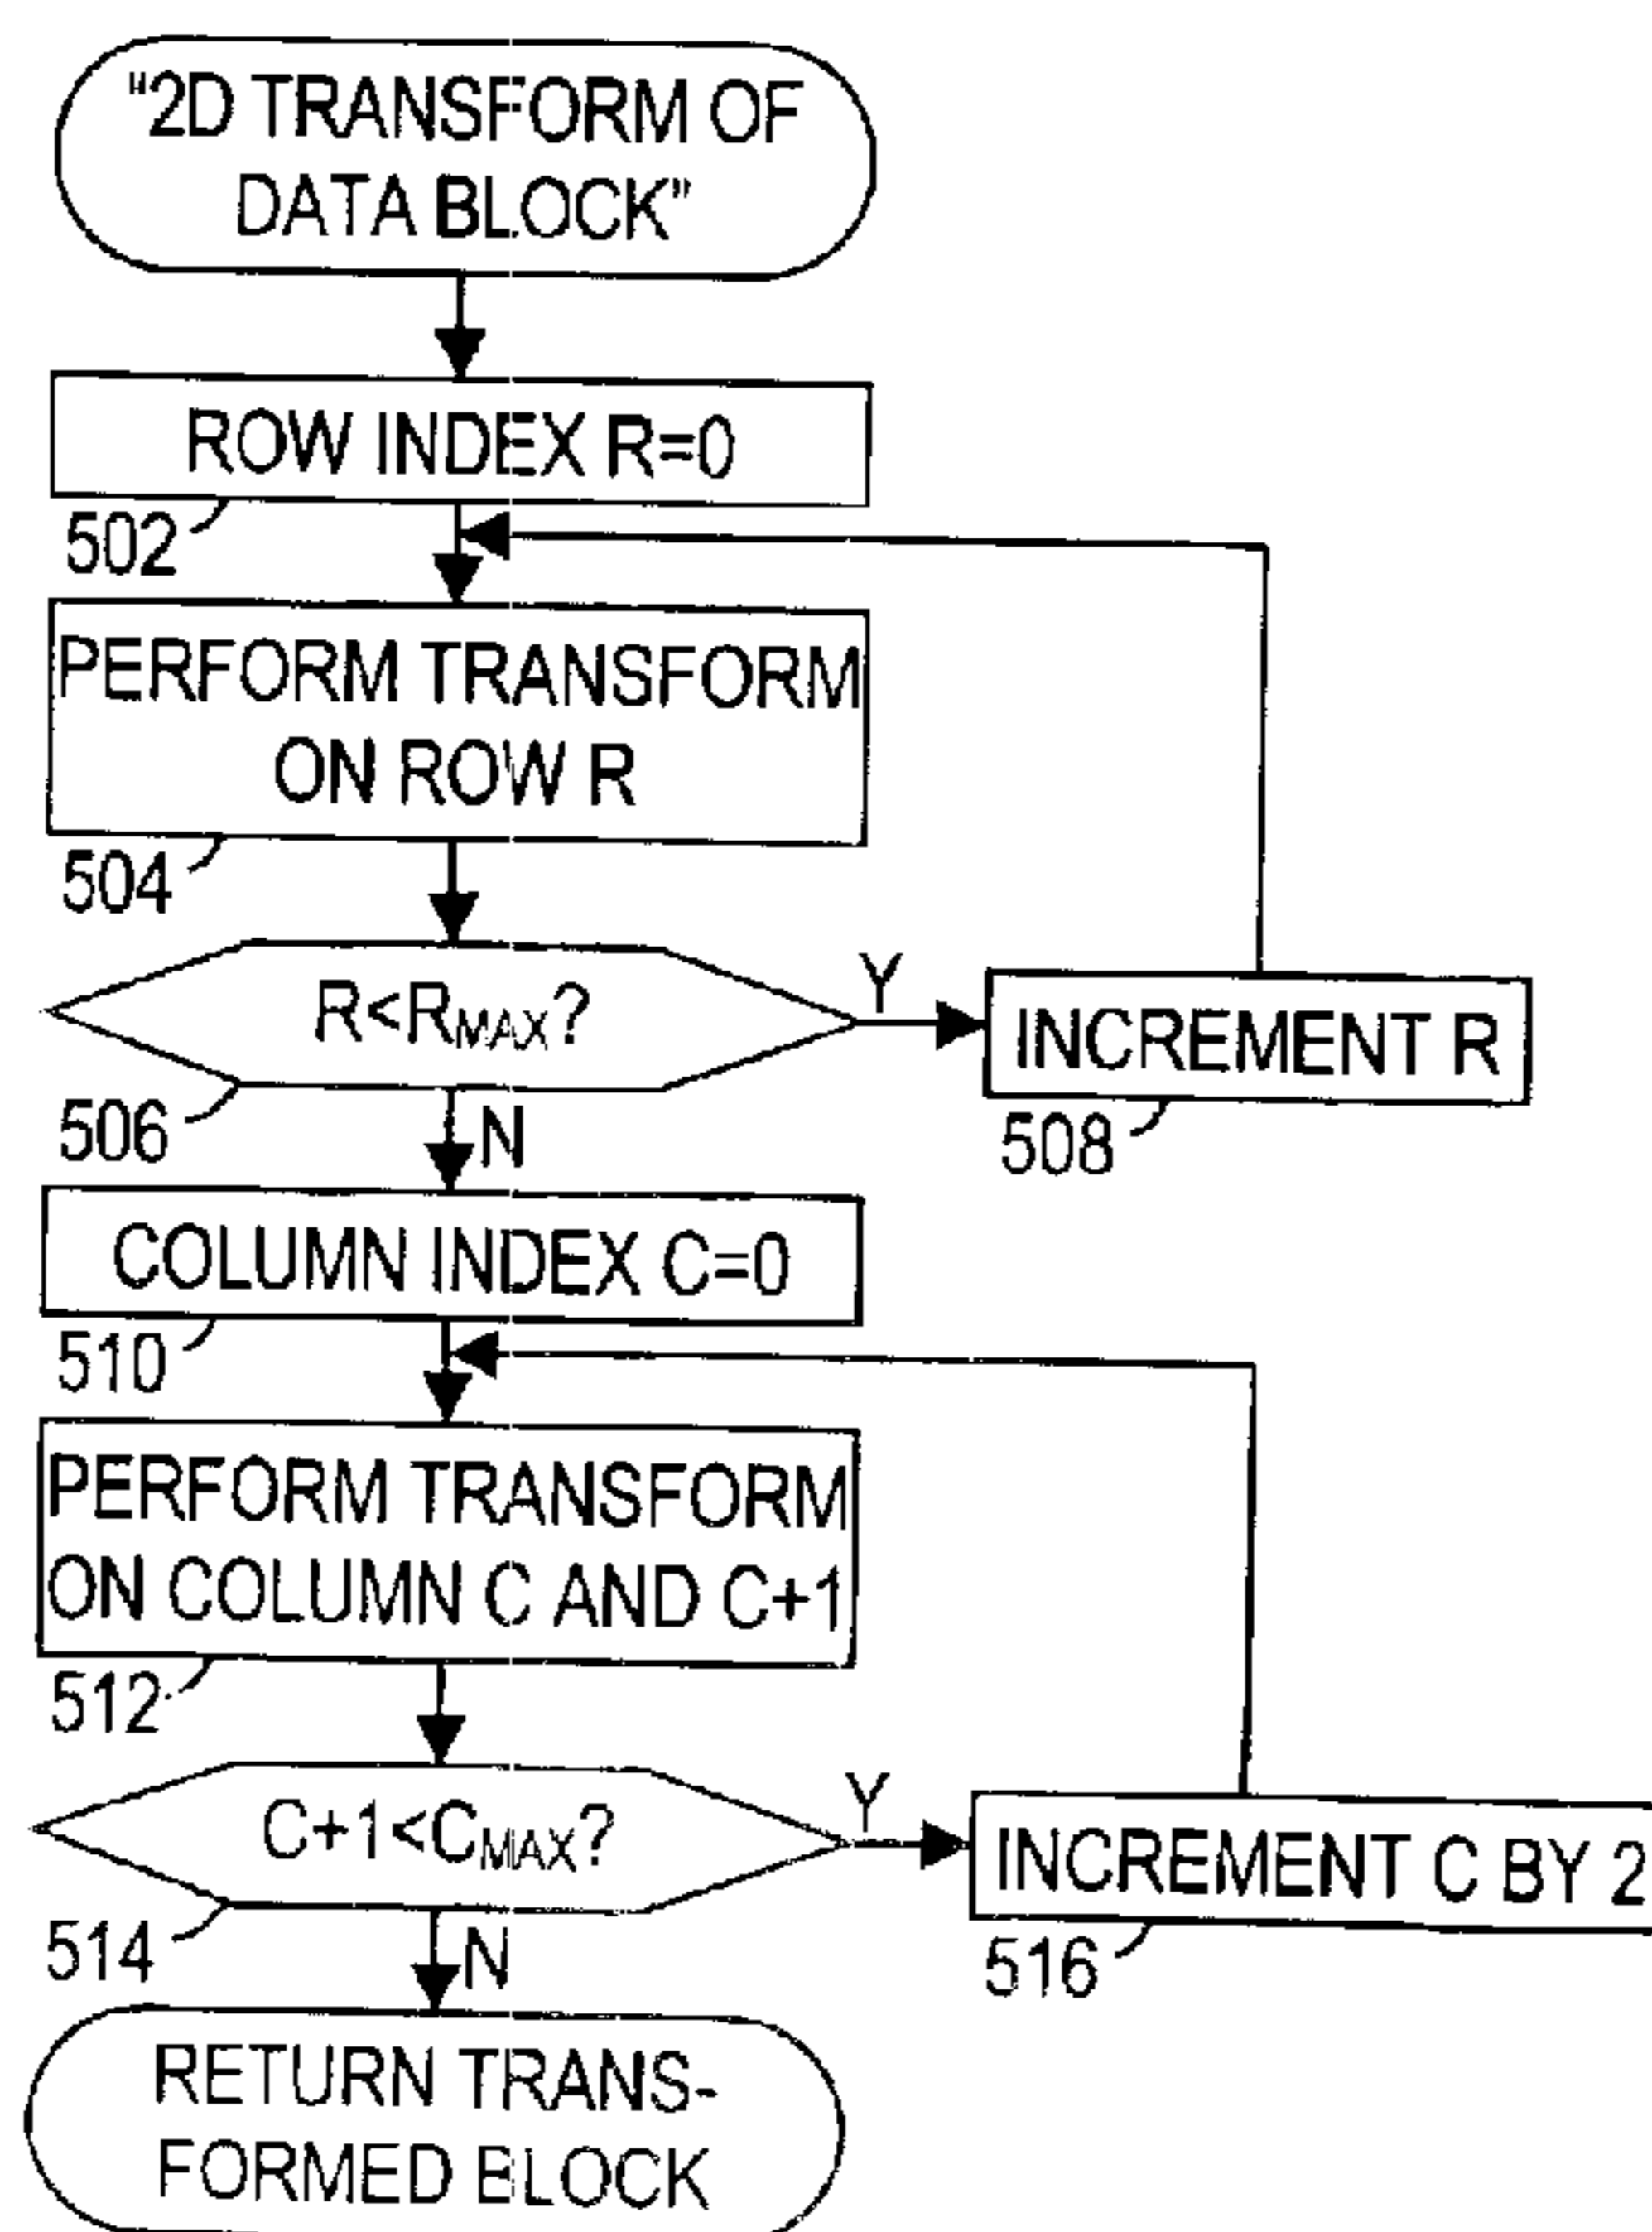 "2D TRANSFORM OF
DATA BLOCK"
ROW INDEX R=0
502
PERFORM TRANSFORM
ON ROW R
504
R<RMAX?
Y
INCREMENT R
506
N
508
COLUMN INDEX C=0
510
PERFORM TRANSFORM
ON COLUMN C AND C+1
512
C+1<CMAX?
Y
INCREMENT C BY 2
514
N
516
RETURN TRANS-
FORMED BLOCK